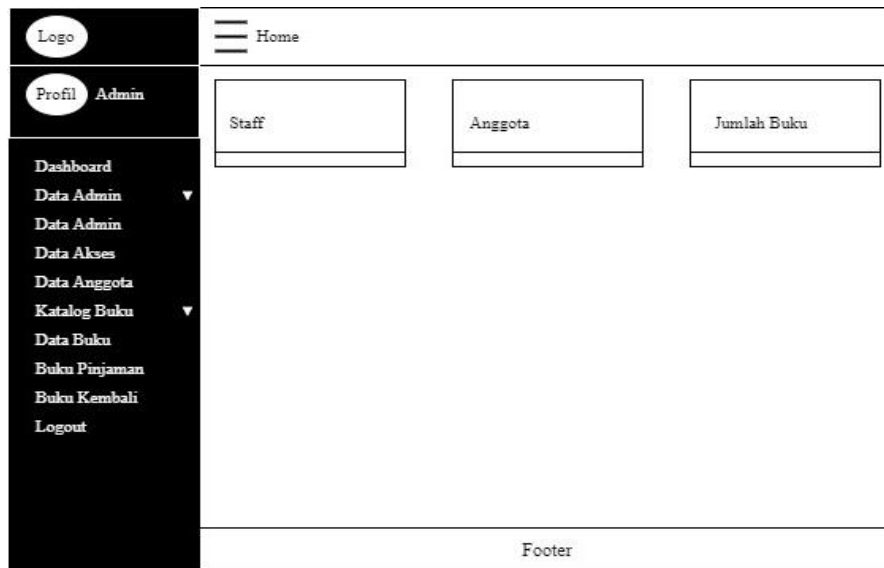 Logo
Home
Profil Admin
Staff
Anggota
Jumlah Buku
Dashboard
Data Admin ▼
Data Admin
Data Akses
Data Anggota
Katalog Buku ▼
Data Buku
Buku Pinjaman
Buku Kembali
Logout
Footer